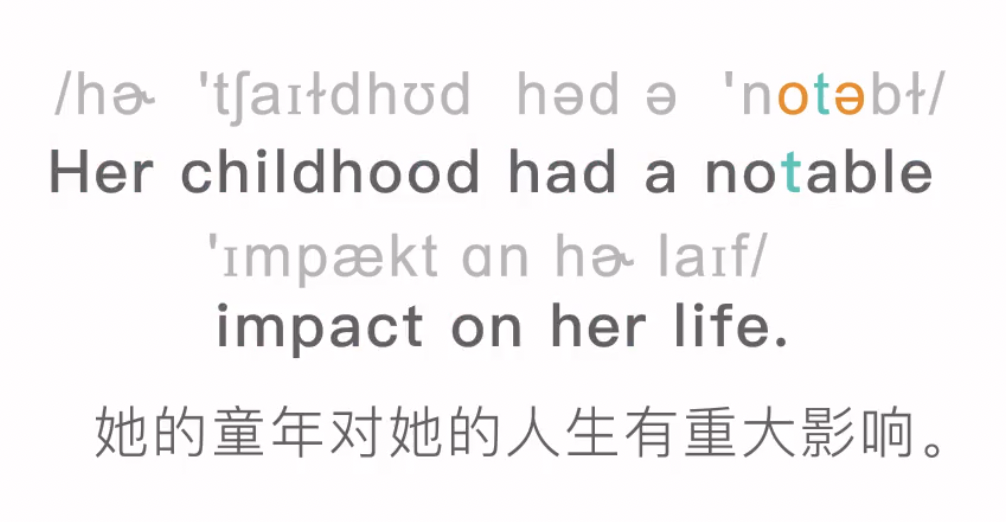 /hɚ ˈtʃaɪɫdhʊd həd ə ˈnotəbɫ/
Her childhood had a notable
ˈɪmpækt ɑn hɚ laɪf/
impact on her life.
她的童年对她的人生有重大影响。